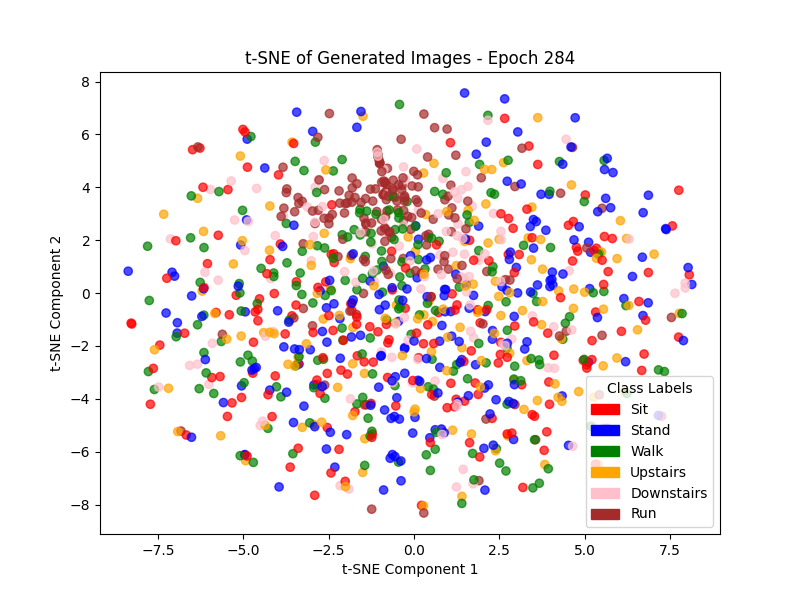 t-SNE of Generated Images - Epoch 284
t-SNE Component 2
8
6
4
2
0
−2
−4
−6
−8
−7.5
−5.0
−2.5
0.0
2.5
5.0
7.5
t-SNE Component 1
Class Labels
Sit
Stand
Walk
Upstairs
Downstairs
Run